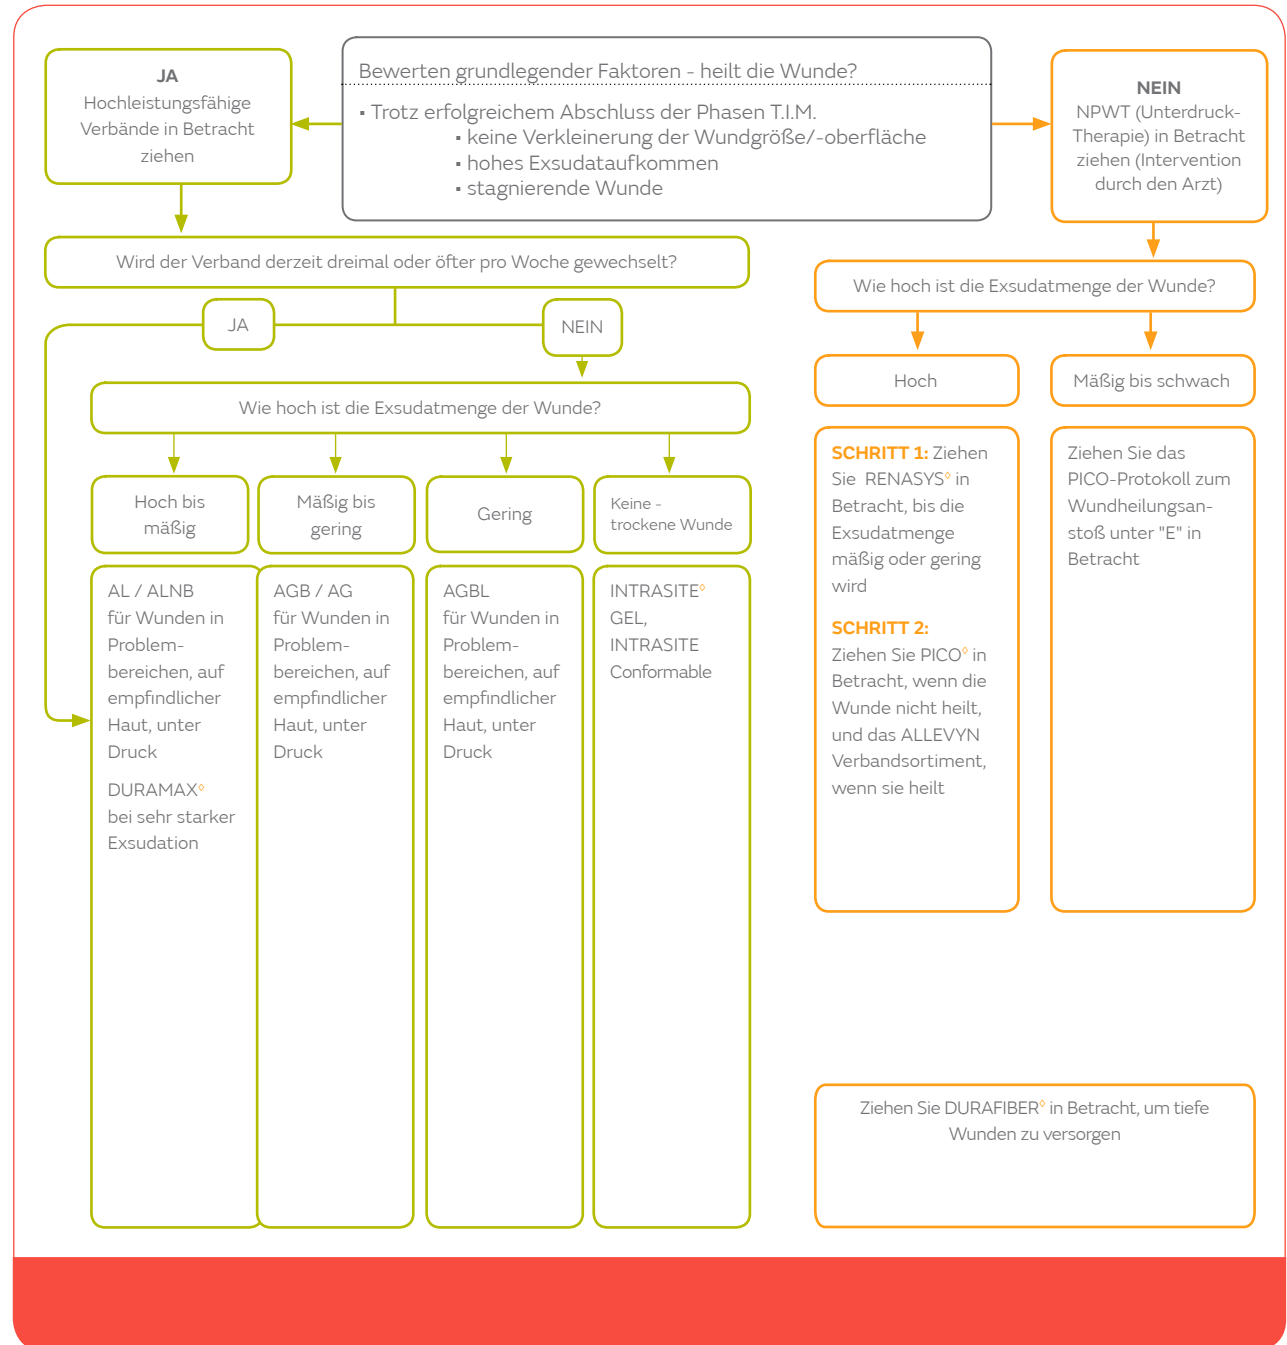 JA
Hochleistungsfähige
Verbände in Betracht
ziehen
Bewerten grundlegender Faktoren - heilt die Wunde?
▪ Trotz erfolgreichem Abschluss der Phasen T.I.M.
▪ keine Verkleinerung der Wundgröße/-oberfläche
▪ hohes Exsudataufkommen
▪ stagnierende Wunde
NEIN
NPWT (Unterdruck-
Therapie) in Betracht
ziehen (Intervention
durch den Arzt)
Wird der Verband derzeit dreimal oder öfter pro Woche gewechselt?
JA
NEIN
Wie hoch ist die Exsudatmenge der Wunde?
Hoch bis
mäßig
Mäßig bis
gering
Gering
Keine -
trockene Wunde
AL / ALNB
für Wunden in
Problem-
bereichen, auf
empfindlicher
Haut, unter
Druck
DURAMAX◊
bei sehr starker
Exsudation
AGB / AG
für Wunden in
Problem-
bereichen, auf
empfindlicher
Haut, unter
Druck
AGBL
für Wunden in
Problem-
bereichen, auf
empfindlicher
Haut, unter
Druck
INTRASITE◊
GEL,
INTRASITE
Conformable
Wie hoch ist die Exsudatmenge der Wunde?
Hoch
Mäßig bis schwach
SCHRITT 1: Ziehen
Sie RENASYS◊ in
Betracht, bis die
Exsudatmenge
mäßig oder gering
wird
SCHRITT 2:
Ziehen Sie PICO◊ in
Betracht, wenn die
Wunde nicht heilt,
und das ALLEVYN
Verbandsortiment,
wenn sie heilt
Ziehen Sie das
PICO-Protokoll zum
Wundheilungsan-
stoß unter "E" in
Betracht
Ziehen Sie DURAFIBER◊ in Betracht, um tiefe
Wunden zu versorgen